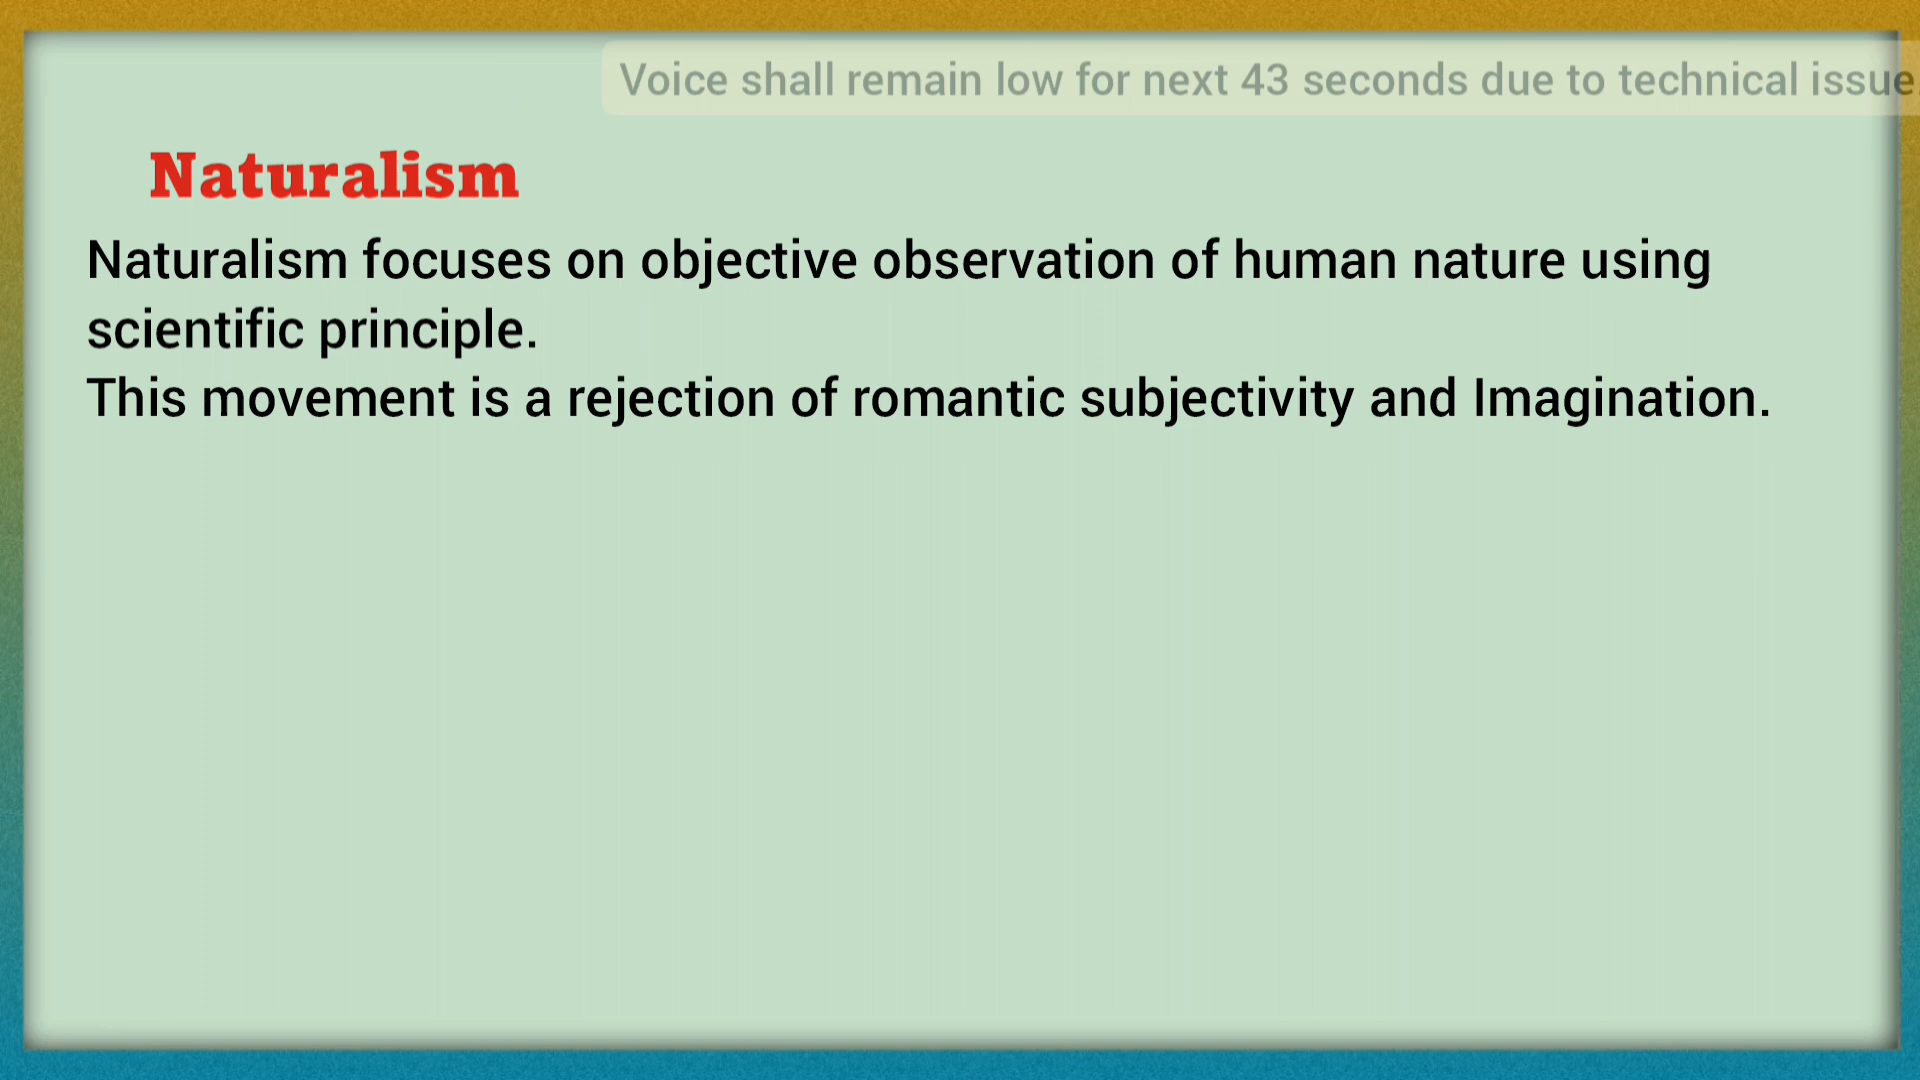 Voice shall remain low for next 43 seconds due to technical issue
Naturalism
Naturalism focuses on objective observation of human nature using
scientific principle.
This movement is a rejection of romantic subjectivity and Imagination.